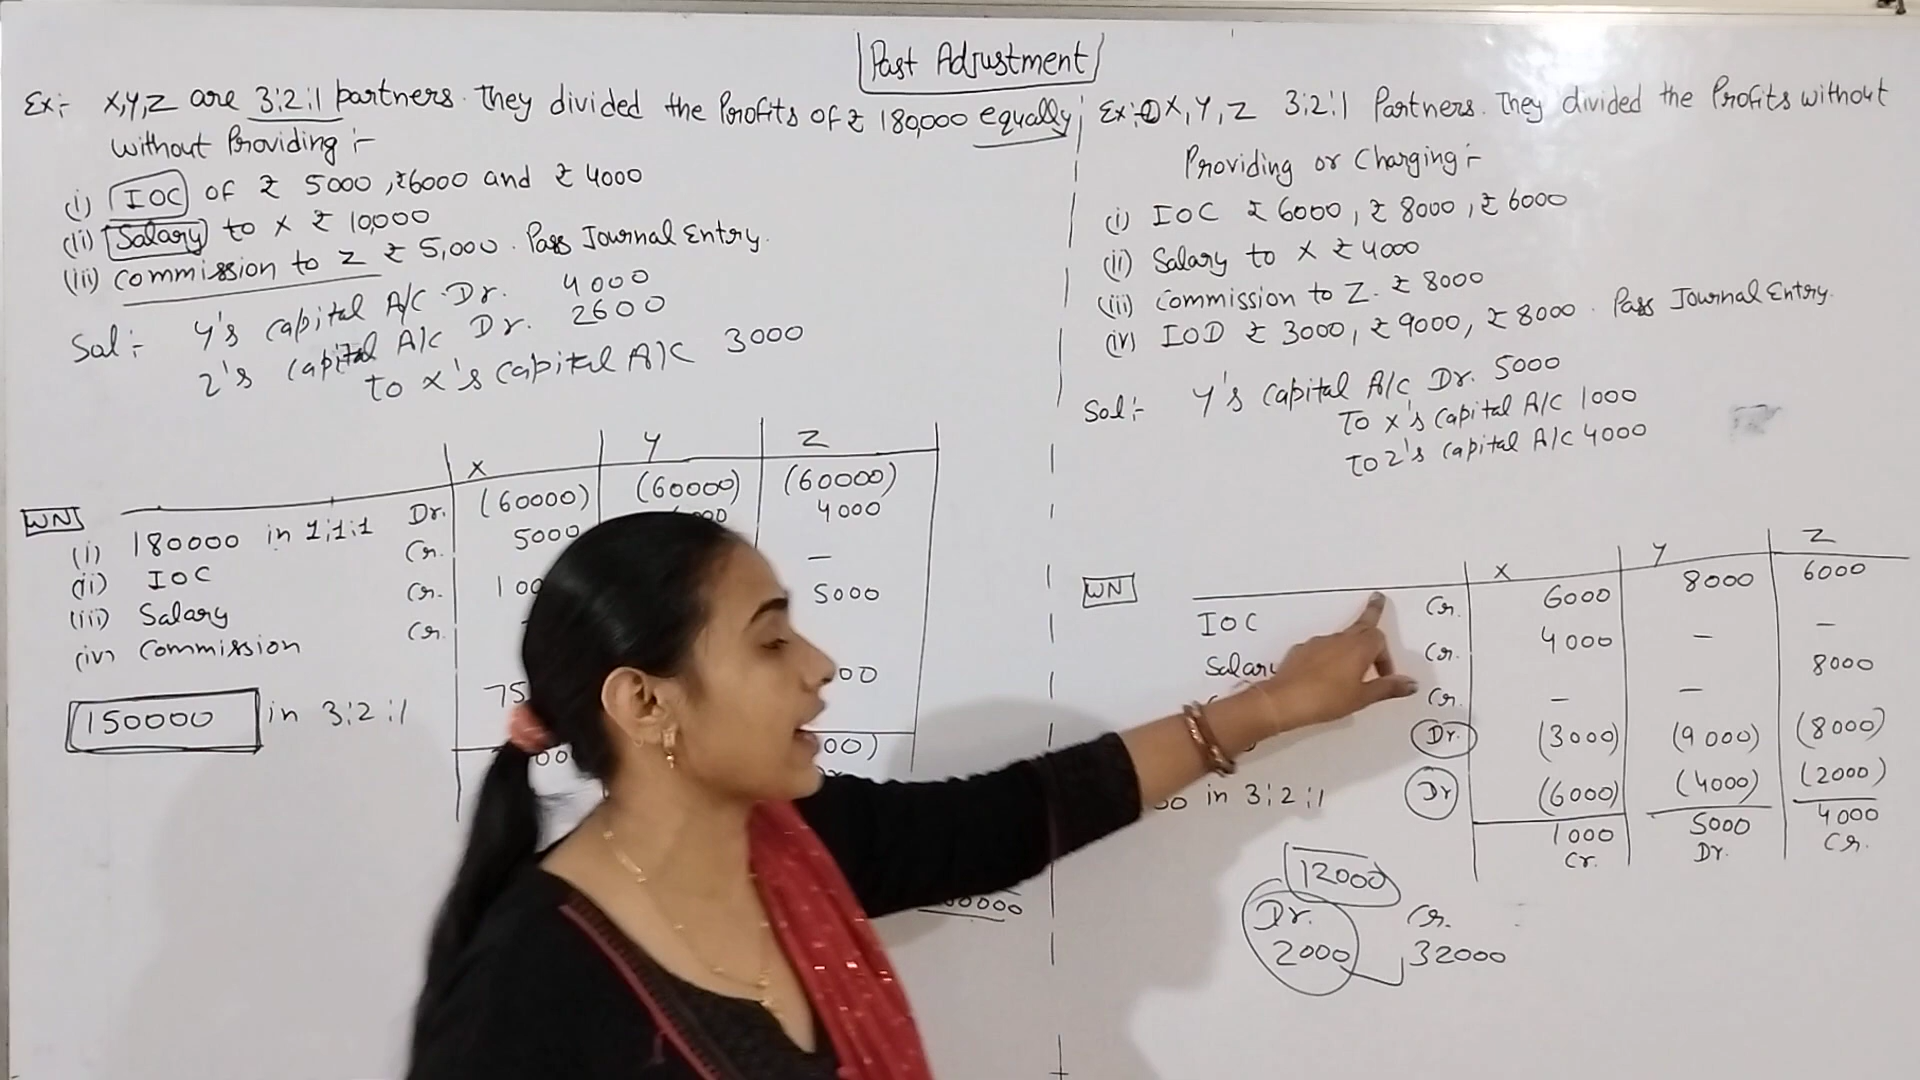 Past Adjustment
Ex:- X,Y,Z are 3:2:1 partners. They divided the Profits of ₹ 180,000 equally
without Providing :-
(i) IOC of ₹ 5000, ₹6000 and ₹ 4000
(ii) Salary to X ₹ 10,000
(iii) Commission to Z ₹ 5,000. Pass Journal Entry.
Sol:- Y's capital A/c Dr. 4000
Z's capital A/c Dr. 2600
To X's capital A/c 3000
X Y Z
WN
(i) 180000 in 1:1:1 Dr. (60000) (60000) (60000)
(ii) IOC Cr. 5000 4000
(iii) Salary Cr. —
(iv) Commission Cr. 5000
150000 in 3:2:1
Ex:- X, Y, Z 3:2:1 Partners. They divided the Profits without
Providing or Charging :-
(i) IOC ₹ 6000, ₹ 8000, ₹ 6000
(ii) Salary to X ₹ 4000
(iii) Commission to Z. ₹ 8000
(iv) IOD ₹ 3000, ₹ 9000, ₹ 8000. Pass Journal Entry.
Sol:- Y's capital A/c Dr. 5000
To X's capital A/c 1000
To Z's capital A/c 4000
WN
X Y Z
IOC Cr. 6000 8000 6000
Salary Cr. 4000 — —
Cr. — — 8000
Dr. (3000) (9000) (8000)
in 3:2:1 Dr (6000) (4000) (2000)
1000 5000 4000
Cr. Dr. Cr.
12000
Dr. Cr.
2000 32000